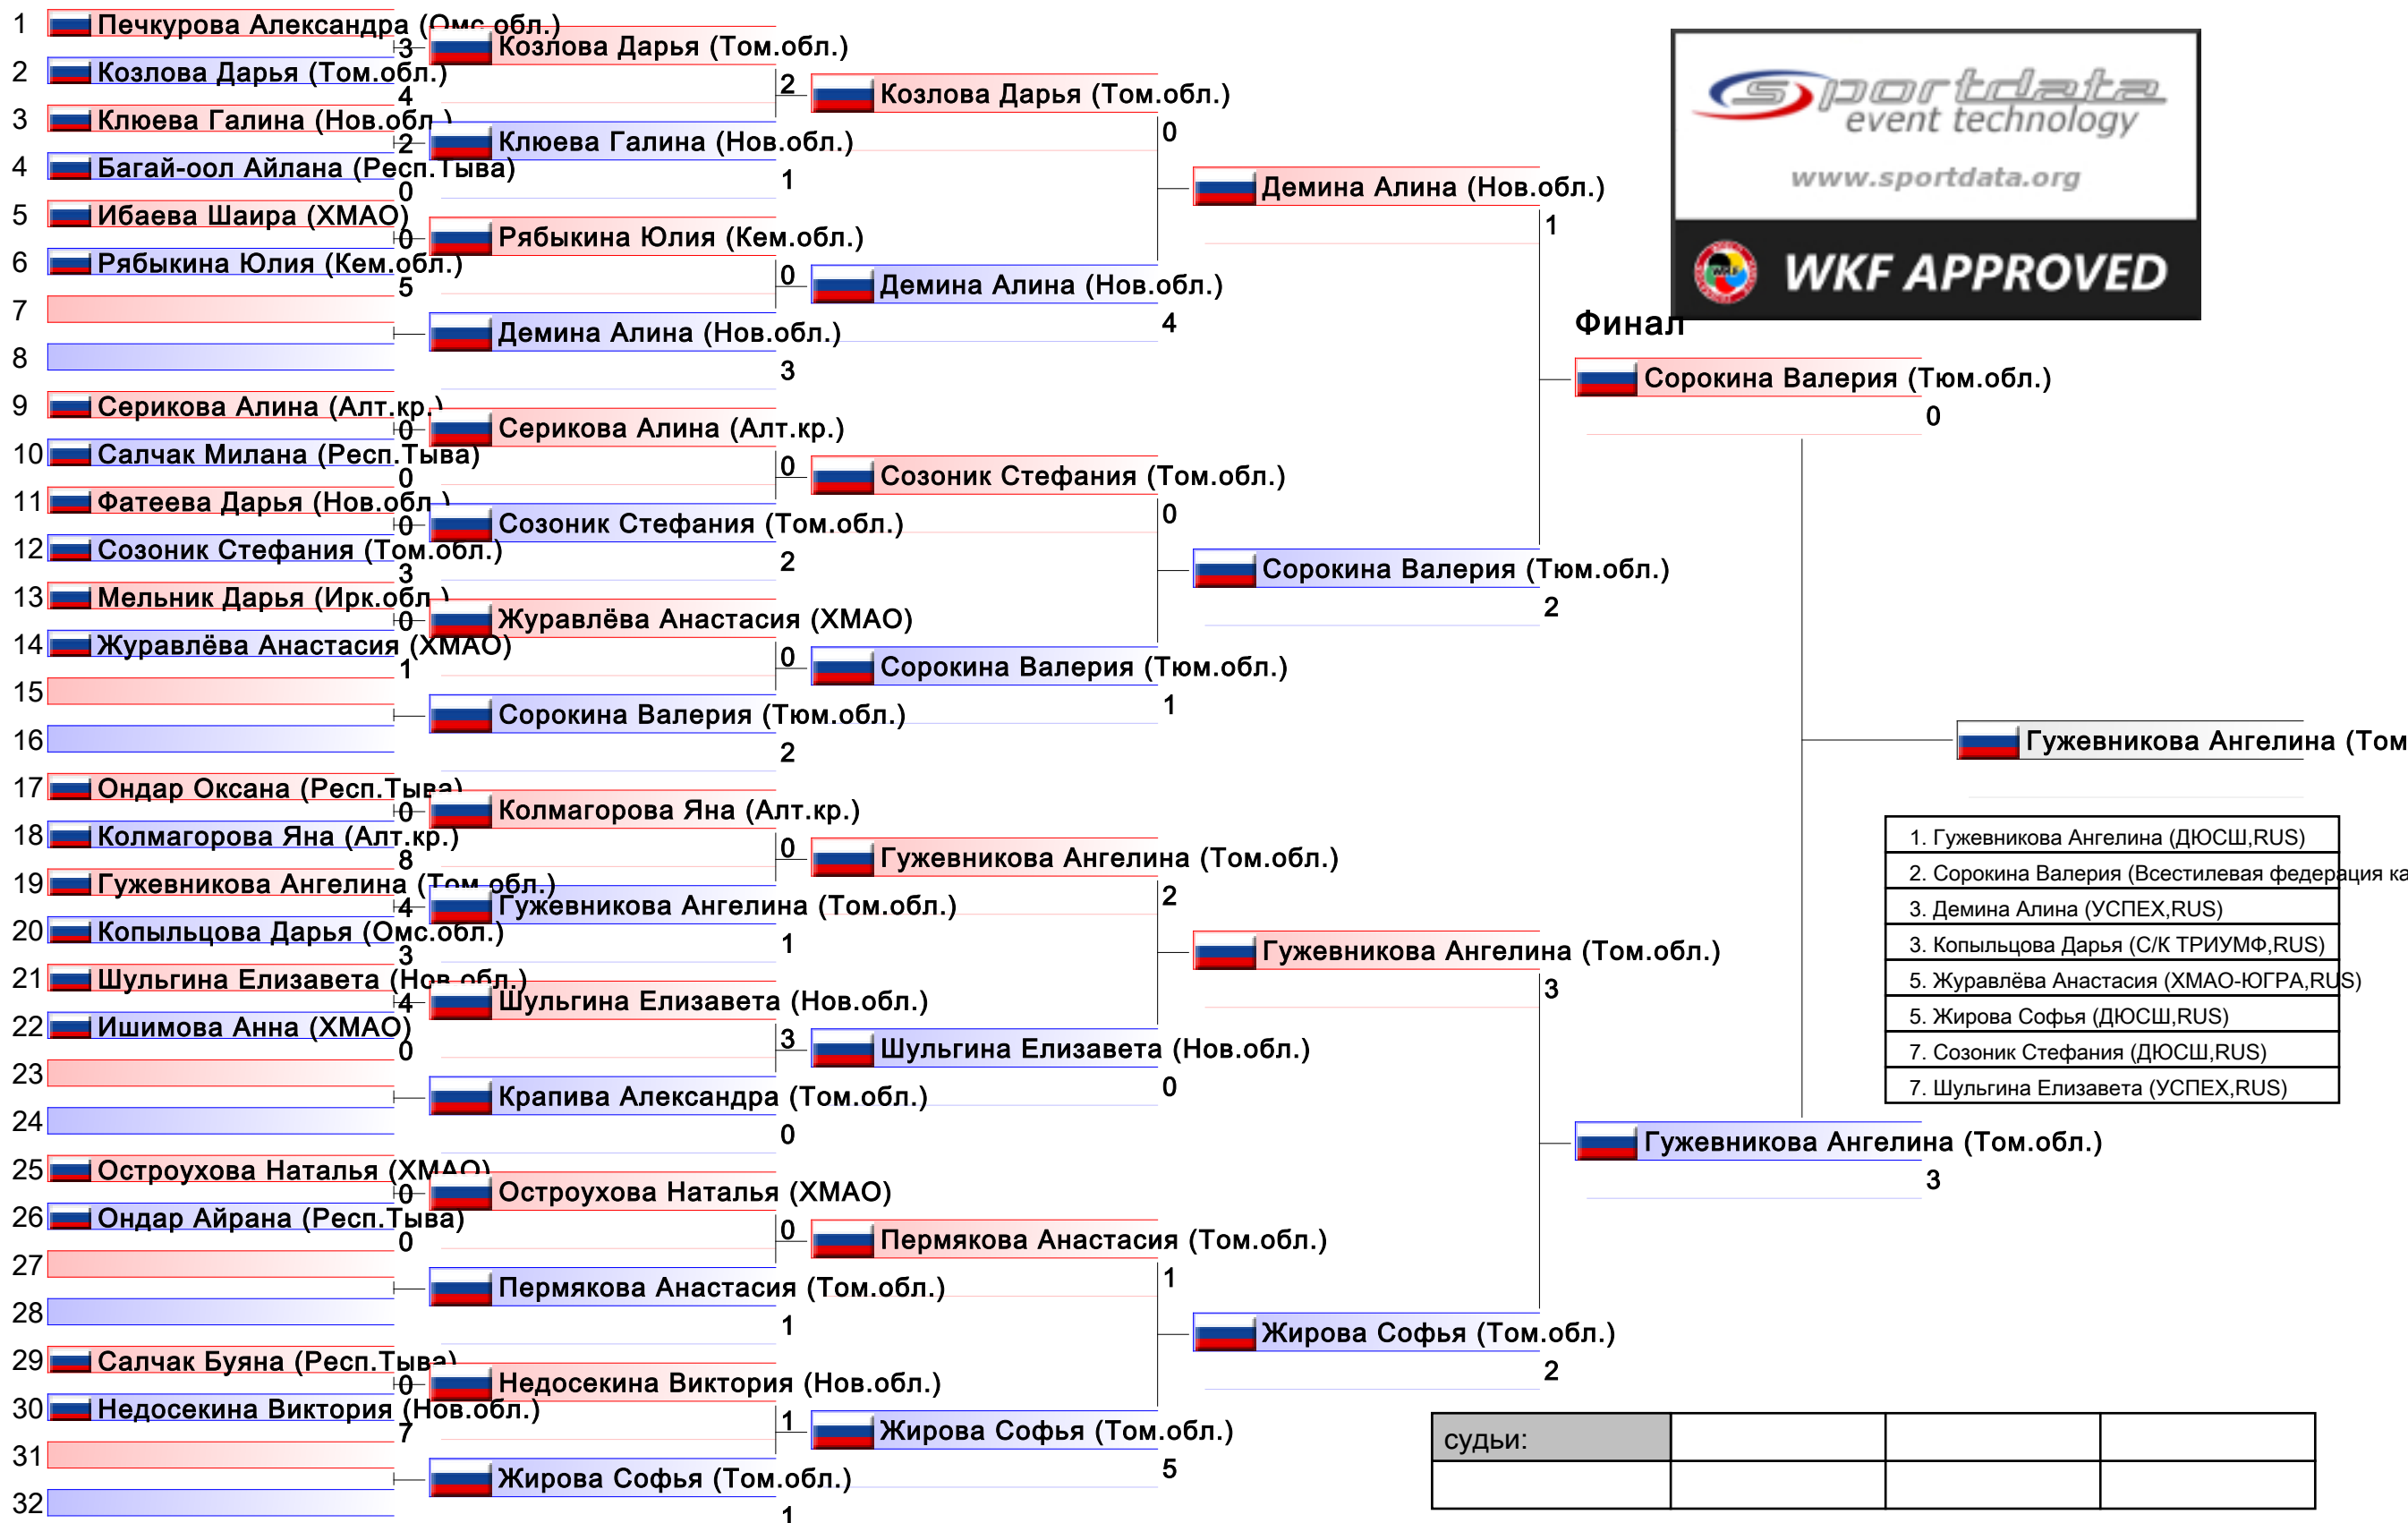 1 Печкурова Александра (Омс.обл.)
3
2 Козлова Дарья (Том.обл.)
4
3 Клюева Галина (Нов.обл.)
2
4 Багай-оол Айлана (Респ.Тыва)
0
5 Ибаева Шаира (ХМАО)
0
6 Рябыкина Юлия (Кем.обл.)
5
7
8
9 Серикова Алина (Алт.кр.)
0
10 Салчак Милана (Респ.Тыва)
0
11 Фатеева Дарья (Нов.обл.)
0
12 Созоник Стефания (Том.обл.)
3
13 Мельник Дарья (Ирк.обл.)
0
14 Журавлёва Анастасия (ХМАО)
1
15
16
17 Ондар Оксана (Респ.Тыва)
0
18 Колмагорова Яна (Алт.кр.)
8
19 Гужевникова Ангелина (Том.обл.)
4
20 Копыльцова Дарья (Омс.обл.)
3
21 Шульгина Елизавета (Нов.обл.)
4
22 Ишимова Анна (ХМАО)
0
23
24
25 Остроухова Наталья (ХМАО)
0
26 Ондар Айрана (Респ.Тыва)
0
27
28
29 Салчак Буяна (Респ.Тыва)
0
30 Недосекина Виктория (Нов.обл.)
7
31
32
Козлова Дарья (Том.обл.)
2
Клюева Галина (Нов.обл.)
1
Рябыкина Юлия (Кем.обл.)
0
Демина Алина (Нов.обл.)
3
Серикова Алина (Алт.кр.)
0
Созоник Стефания (Том.обл.)
2
Журавлёва Анастасия (ХМАО)
0
Сорокина Валерия (Тюм.обл.)
2
Колмагорова Яна (Алт.кр.)
0
Гужевникова Ангелина (Том.обл.)
1
Шульгина Елизавета (Нов.обл.)
3
Крапива Александра (Том.обл.)
0
Остроухова Наталья (ХМАО)
0
Пермякова Анастасия (Том.обл.)
1
Недосекина Виктория (Нов.обл.)
1
Жирова Софья (Том.обл.)
1
Козлова Дарья (Том.обл.)
0
Демина Алина (Нов.обл.)
4
Созоник Стефания (Том.обл.)
0
Сорокина Валерия (Тюм.обл.)
1
Гужевникова Ангелина (Том.обл.)
2
Шульгина Елизавета (Нов.обл.)
0
Пермякова Анастасия (Том.обл.)
1
Жирова Софья (Том.обл.)
5
Демина Алина (Нов.обл.)
1
Сорокина Валерия (Тюм.обл.)
2
Гужевникова Ангелина (Том.обл.)
3
Жирова Софья (Том.обл.)
2
sportdata
event technology
www.sportdata.org
WKF
WKF APPROVED
Финал
Сорокина Валерия (Тюм.обл.)
0
Гужевникова Ангелина (Том.обл.)
3
Гужевникова Ангелина (Том
1. Гужевникова Ангелина (ДЮСШ,RUS)
2. Сорокина Валерия (Всестилевая федерация ка
3. Демина Алина (УСПЕХ,RUS)
3. Копыльцова Дарья (С/К ТРИУМФ,RUS)
5. Журавлёва Анастасия (ХМАО-ЮГРА,RUS)
5. Жирова Софья (ДЮСШ,RUS)
7. Созоник Стефания (ДЮСШ,RUS)
7. Шульгина Елизавета (УСПЕХ,RUS)
судьи: